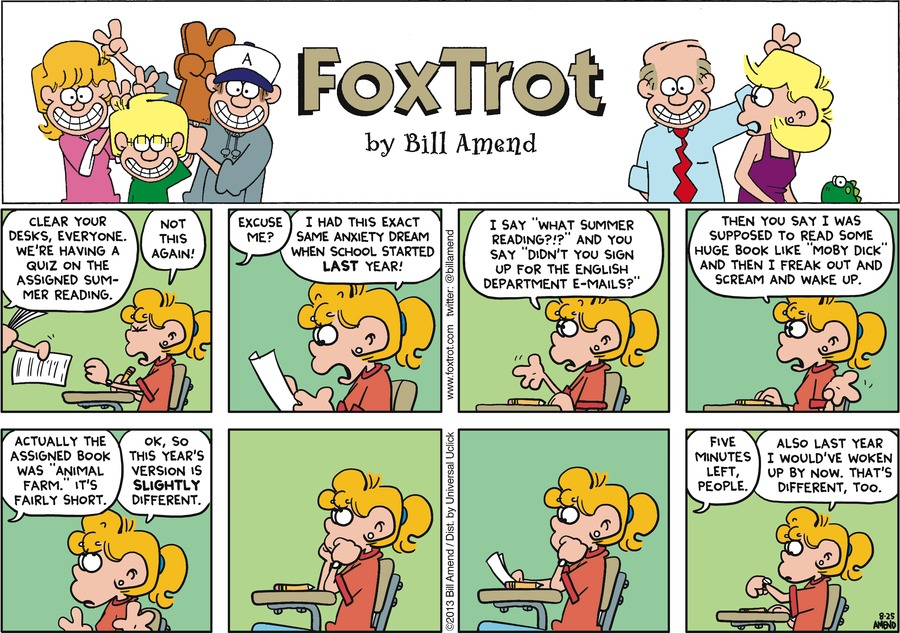 A
FOXTROT
by Bill Amend
CLEAR YOUR
DESKS, EVERYONE.
WE'RE HAVING A
QUIZ ON THE
ASSIGNED SUM-
MER READING.
NOT
THIS
AGAIN!
EXCUSE
ME?
I HAD THIS EXACT
SAME ANXIETY DREAM
WHEN SCHOOL STARTED
LAST YEAR!
www.foxtrot.com twitter: @billamend
I SAY "WHAT SUMMER
READING?!?" AND YOU
SAY "DIDN'T YOU SIGN
UP FOR THE ENGLISH
DEPARTMENT E-MAILS?"
THEN YOU SAY I WAS
SUPPOSED TO READ SOME
HUGE BOOK LIKE "MOBY DICK"
AND THEN I FREAK OUT AND
SCREAM AND WAKE UP.
ACTUALLY THE
ASSIGNED BOOK
WAS "ANIMAL
FARM." IT'S
FAIRLY SHORT.
OK, SO
THIS YEAR'S
VERSION IS
SLIGHTLY
DIFFERENT.
©2013 Bill Amend / Dist. by Universal Uclick
FIVE
MINUTES
LEFT,
PEOPLE.
ALSO LAST YEAR
I WOULD'VE WOKEN
UP BY NOW. THAT'S
DIFFERENT, TOO.
8-25
AMEND